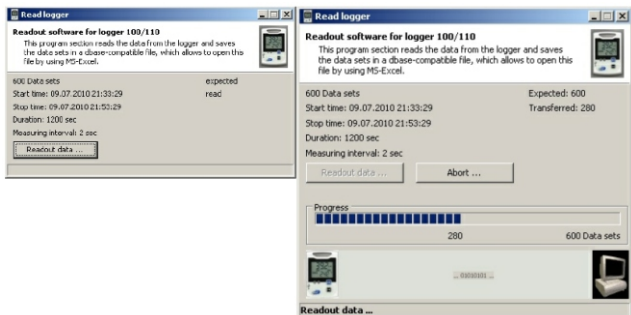 Read logger
Readout software for logger 100/110
This program section reads the data from the logger and saves
the data sets in a dbase-compatible file, which allows to open this
file by using MS-Excel.
600 Data sets expected
Start time: 09.07.2010 21:33:29 read
Stop time: 09.07.2010 21:53:29
Duration: 1200 sec
Measuring interval: 2 sec
Readout data ...
Read logger
Readout software for logger 100/110
This program section reads the data from the logger and saves
the data sets in a dbase-compatible file, which allows to open this
file by using MS-Excel.
600 Data sets Expected: 600
Start time: 09.07.2010 21:33:29 Transferred: 280
Stop time: 09.07.2010 21:53:29
Duration: 1200 sec
Measuring interval: 2 sec
Readout data ... Abort ...
Progress
280 600 Data sets
Readout data ...